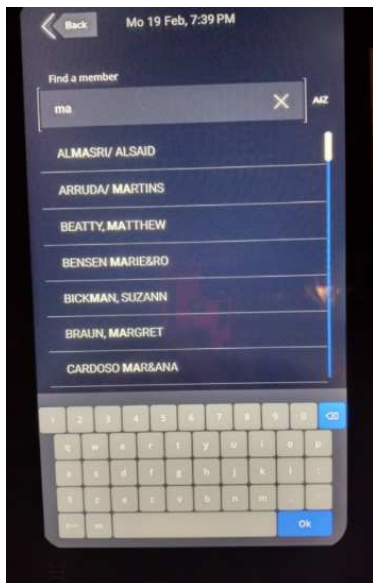 Back
Mo 19 Feb, 7:39 PM
Find a member
ma
A/Z
ALMASRI/ ALSAID
ARRUDA/ MARTINS
BEATTY, MATTHEW
BENSEN MARIE&RO
BICKMAN, SUZANN
BRAUN, MARGRET
CARDOSO MAR&ANA
1 2 3 4 5 6 7 8 9 0
q w e r t y u i o p
a s d f g h j k l :
z x c v b n m
Ok